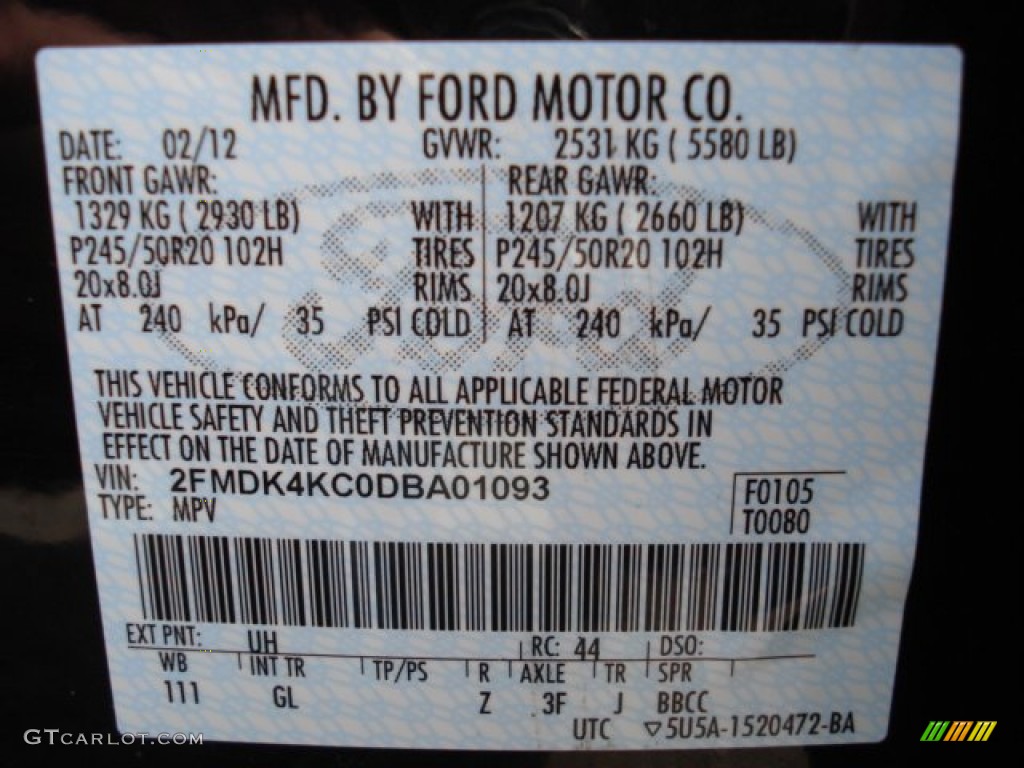 MFD. BY FORD MOTOR CO.
DATE: 02/12 GVWR: 2531 KG ( 5580 LB)
FRONT GAWR: REAR GAWR:
1329 KG ( 2930 LB) WITH 1207 KG ( 2660 LB) WITH
P245/50R20 102H TIRES P245/50R20 102H TIRES
20x8.0J RIMS 20x8.0J RIMS
AT 240 kPa/ 35 PSI COLD AT 240 kPa/ 35 PSI COLD
THIS VEHICLE CONFORMS TO ALL APPLICABLE FEDERAL MOTOR
VEHICLE SAFETY AND THEFT PREVENTION STANDARDS IN
EFFECT ON THE DATE OF MANUFACTURE SHOWN ABOVE.
VIN: 2FMDK4KC0DBA01093 F0105
TYPE: MPV T0080
EXT PNT: UH RC: 44 DSO:
WB INT TR TP/PS R AXLE TR SPR
111 GL Z 3F J BBCC
UTC ▽5U5A-1520472-BA
GTCarlot.com